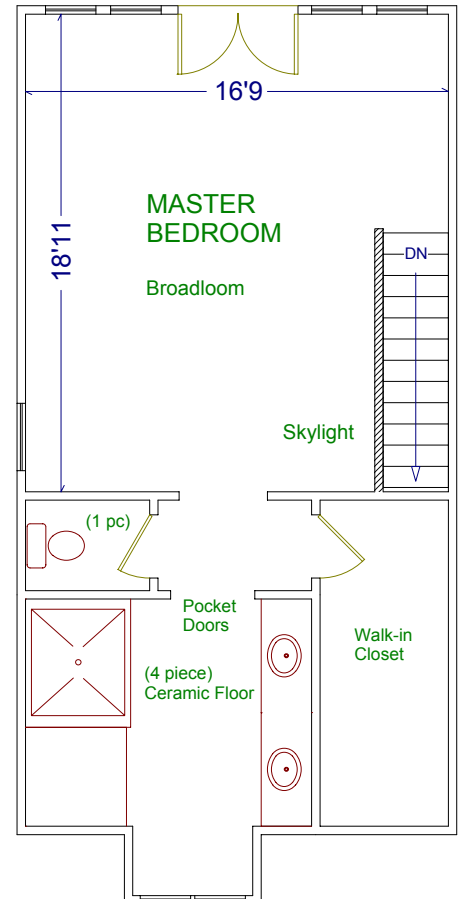 16'9
MASTER
BEDROOM
18'11
DN
Broadloom
Skylight
(1 pc)
Pocket
Doors
Walk-in
Closet
(4 piece)
Ceramic Floor